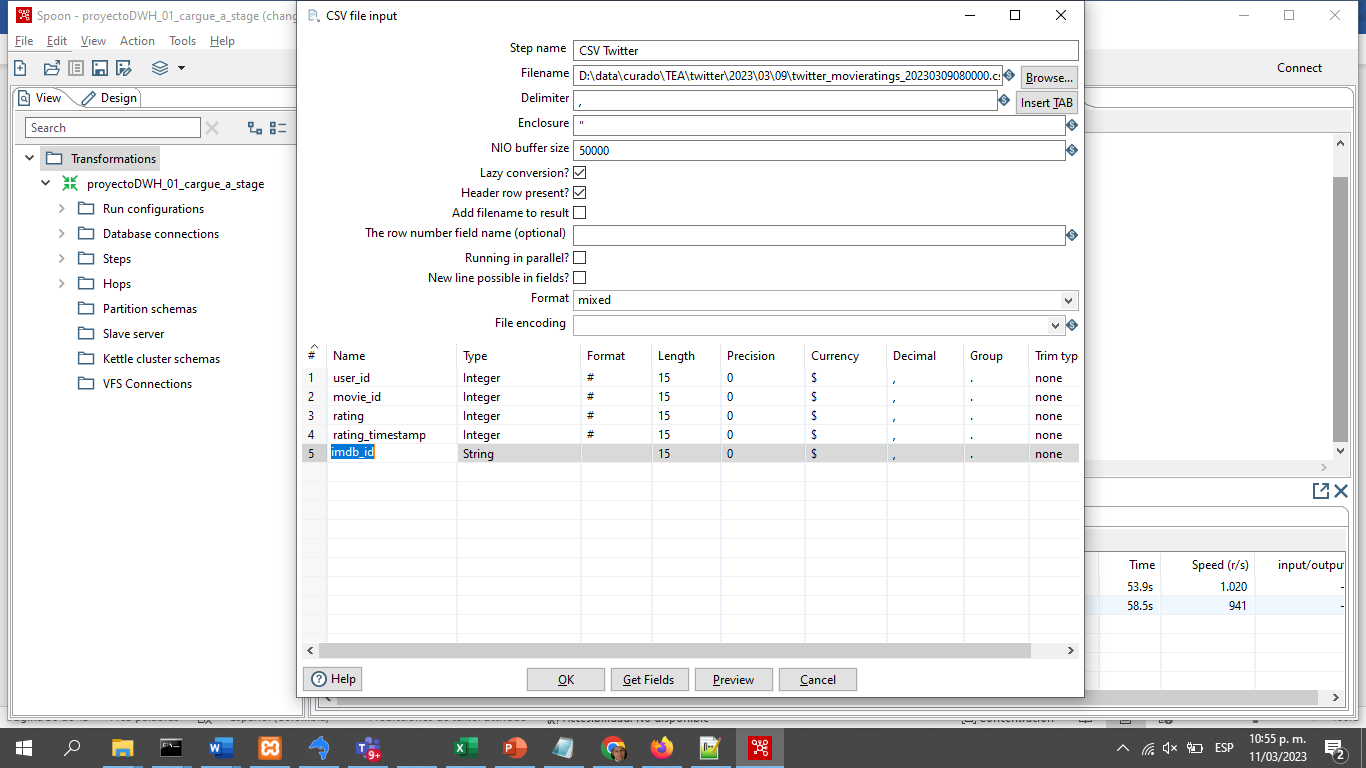 Spoon - proyectoDWH_01_cargue_a_stage (chang
File Edit View Action Tools Help
Connect
View Design
Search
Transformations
proyectoDWH_01_cargue_a_stage
Run configurations
Database connections
Steps
Hops
Partition schemas
Slave server
Kettle cluster schemas
VFS Connections
CSV file input
Step name CSV Twitter
Filename D:\data\curado\TEA\twitter\2023\03\09\twitter_movieratings_20230309080000.cs Browse...
Delimiter , Insert TAB
Enclosure "
NIO buffer size 50000
Lazy conversion?
Header row present?
Add filename to result
The row number field name (optional)
Running in parallel?
New line possible in fields?
Format mixed
File encoding
# Name Type Format Length Precision Currency Decimal Group Trim typ
1 user_id Integer # 15 0 $ , . none
2 movie_id Integer # 15 0 $ , . none
3 rating Integer # 15 0 $ , . none
4 rating_timestamp Integer # 15 0 $ , . none
5 imdb_id String 15 0 $ , . none
Help OK Get Fields Preview Cancel
Time Speed (r/s) input/outpu
53.9s 1.020 -
58.5s 941 -
9+
ESP
10:55 p. m.
11/03/2023
2